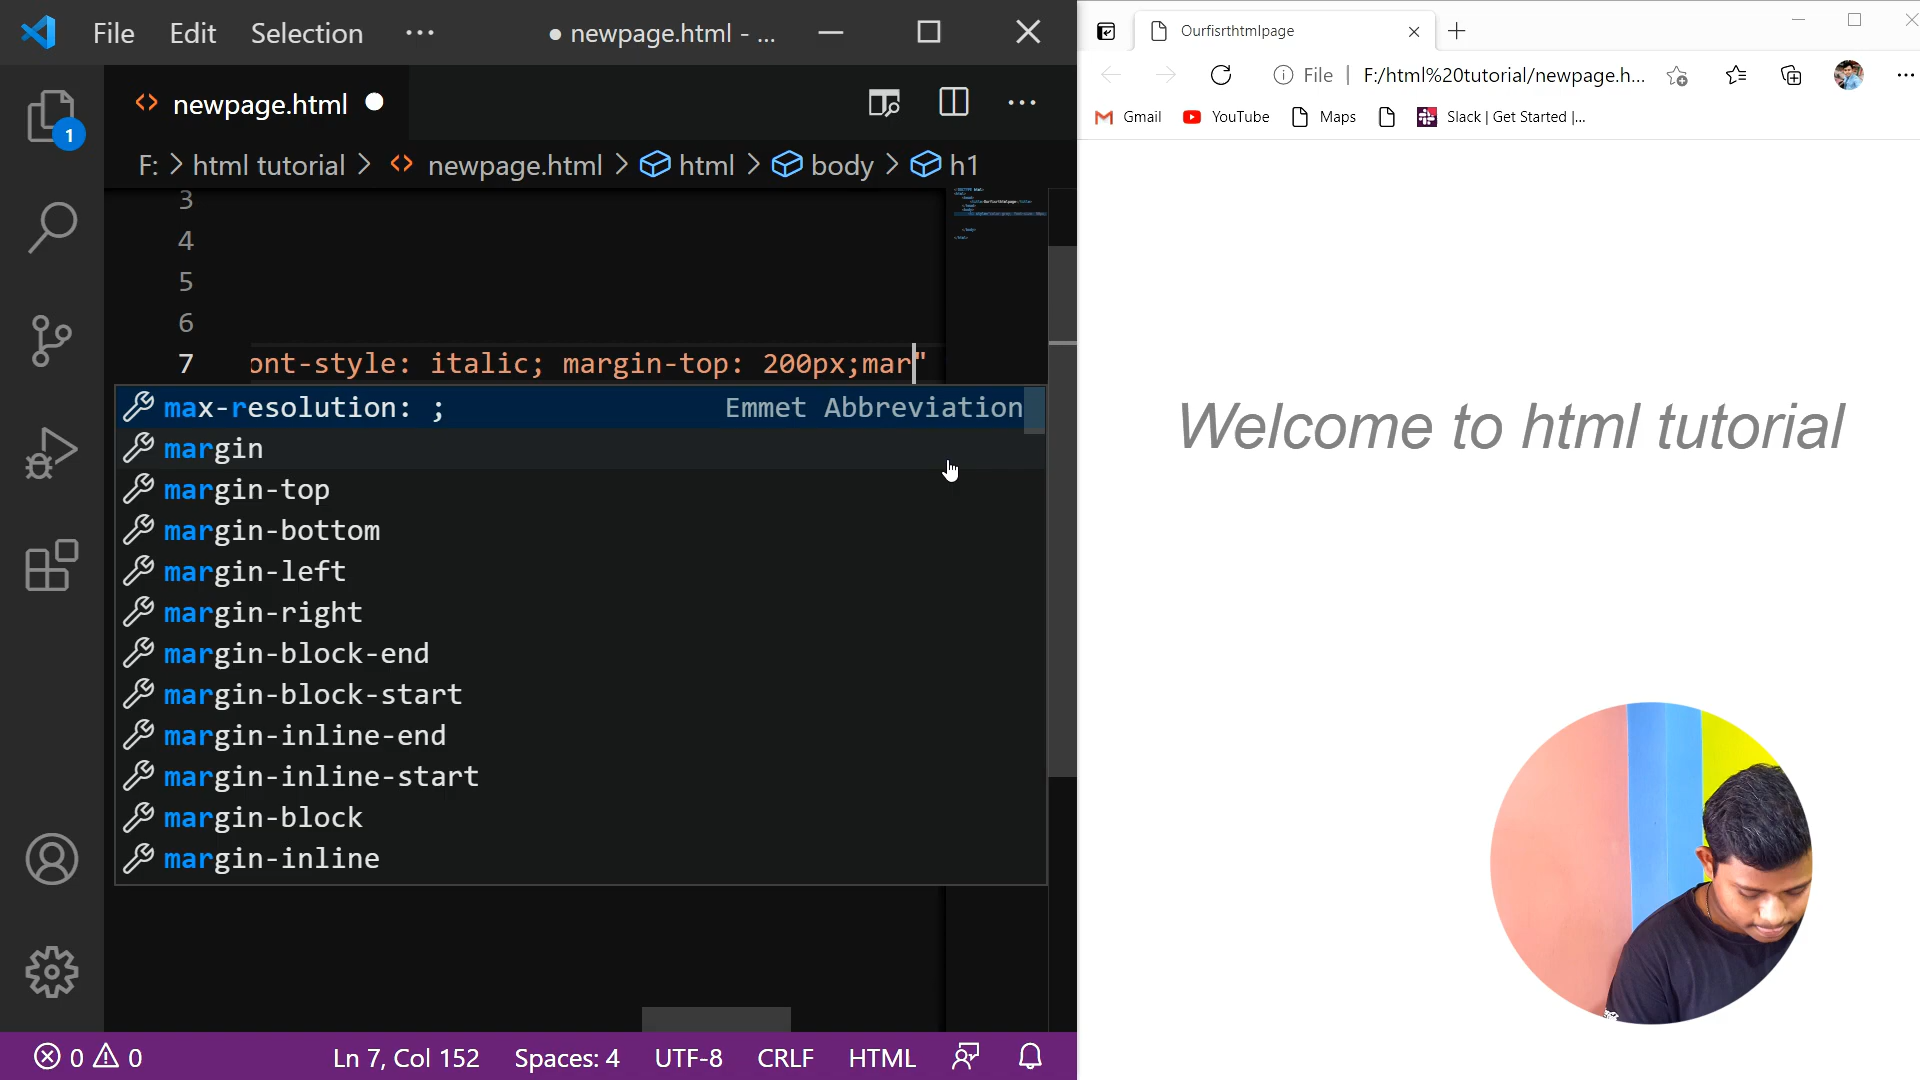 File Edit Selection ··· ● newpage.html - ...
newpage.html
F: > html tutorial > newpage.html > html > body > h1
1
3
4
5
6
7 ont-style: italic; margin-top: 200px;mar"
max-resolution: ; Emmet Abbreviation
margin
margin-top
margin-bottom
margin-left
margin-right
margin-block-end
margin-block-start
margin-inline-end
margin-inline-start
margin-block
margin-inline
0 0 Ln 7, Col 152 Spaces: 4 UTF-8 CRLF HTML
Ourfisrthtmlpage
File | F:/html%20tutorial/newpage.h...
Gmail YouTube Maps Slack | Get Started |...
Welcome to html tutorial